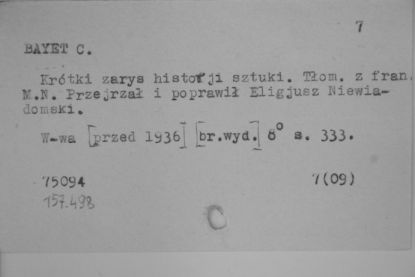 7
BAYET C.
Krótki zarys historji sztuki. Tłom. z fran.
M.N. Przejrzał i poprawił Eligjusz Niewia-
domski.
W-wa [przed 1936] [br.wyd.] 8° s. 333.
75094 7(09)
157.498